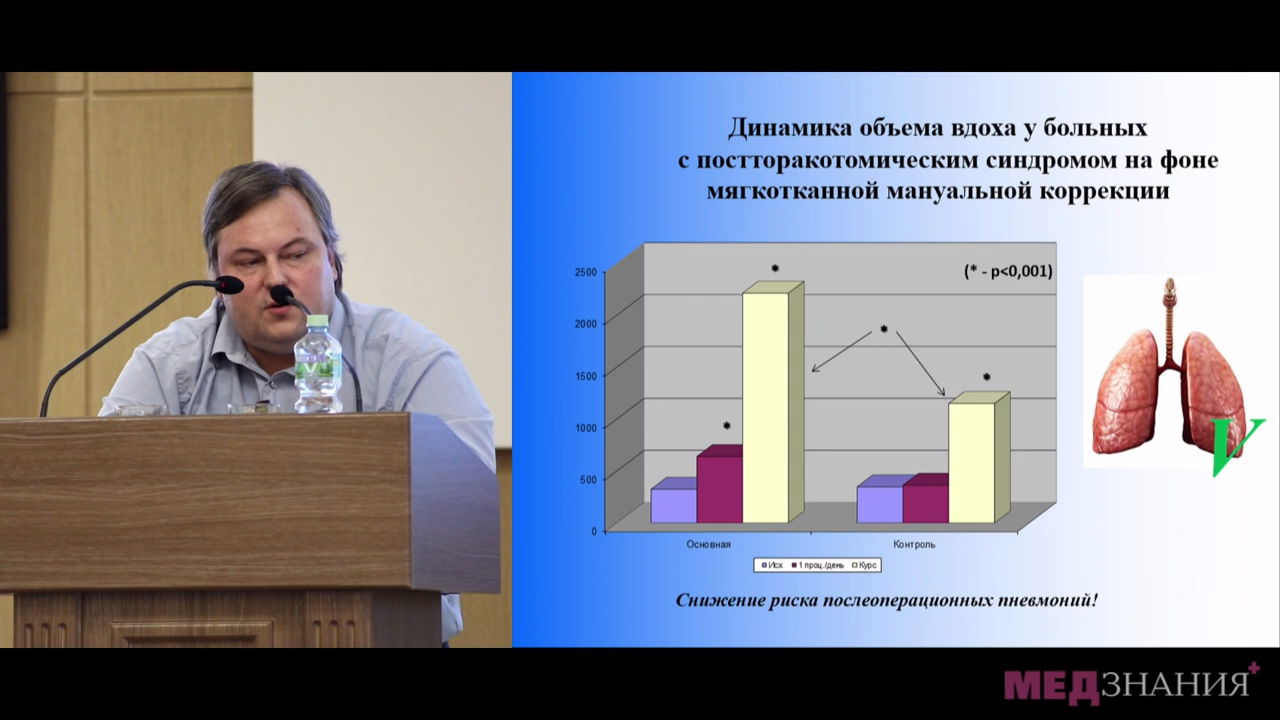 Динамика объема вдоха у больных
с постторакотомическим синдромом на фоне
мягкотканной мануальной коррекции
(* - p<0,001)
2500
2000
1500
1000
500
0
Основная
Контроль
Исх
1 проц./день
Курс
Снижение риска послеоперационных пневмоний!
V
МЕДЗНАНИЯ+